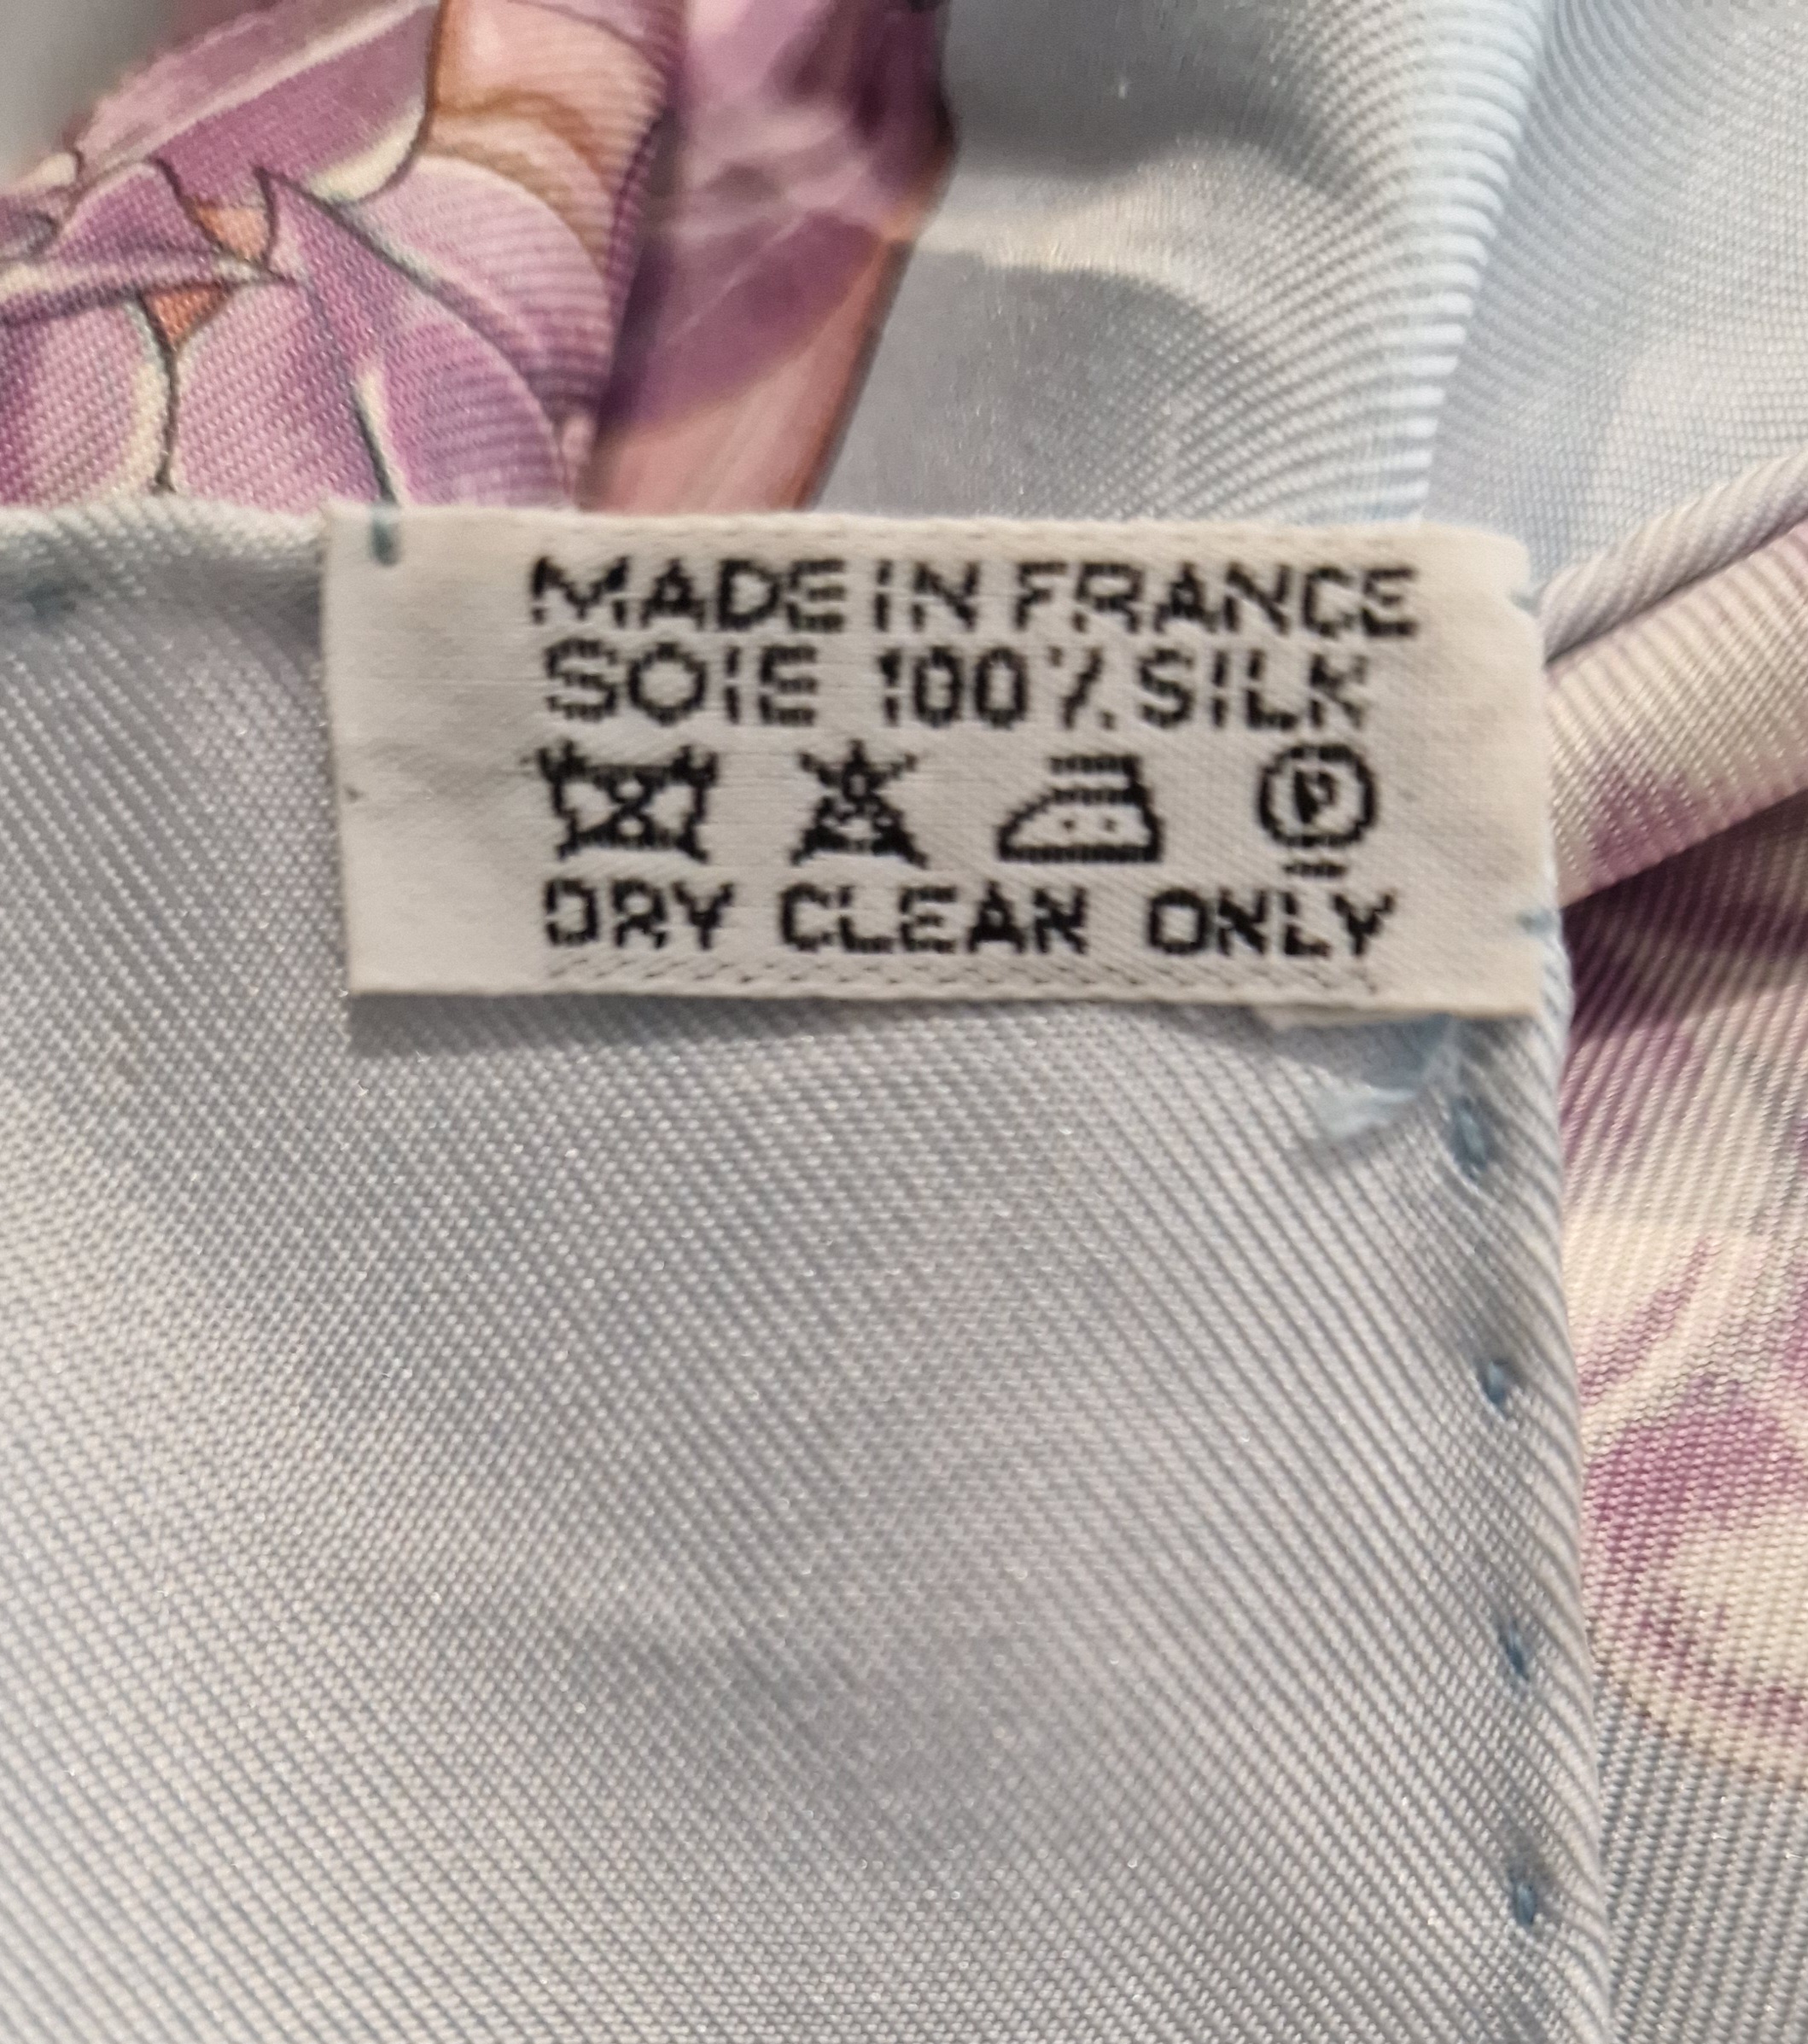 MADE IN FRANCE
SOIE 100% SILK
P
DRY CLEAN ONLY